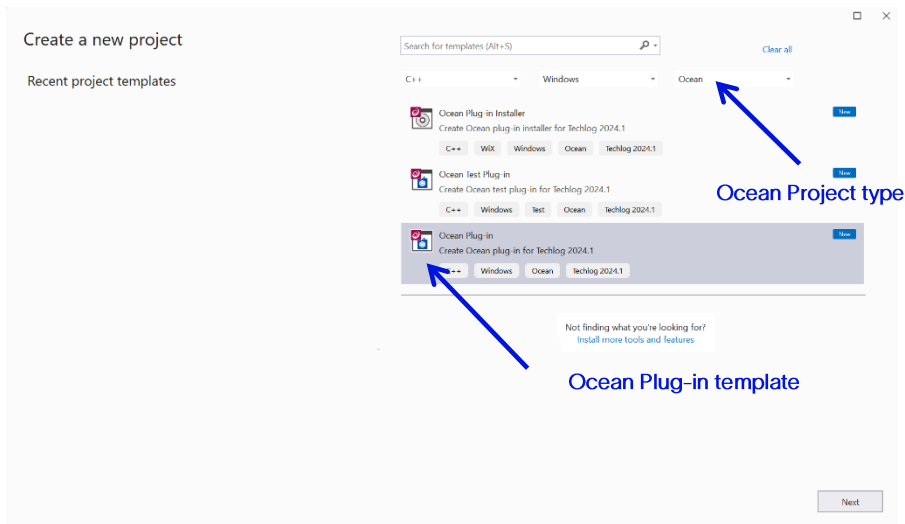 Create a new project
Recent project templates
Search for templates (Alt+S)
Clear all
C++ Windows Ocean
Ocean Plug-in Installer New
Create Ocean plug-in installer for Techlog 2024.1
C++ WiX Windows Ocean Techlog 2024.1
Ocean Test Plug-in New
Create Ocean test plug-in for Techlog 2024.1
C++ Windows Test Ocean Techlog 2024.1
Ocean Project type
Ocean Plug-in New
Create Ocean plug-in for Techlog 2024.1
C++ Windows Ocean Techlog 2024.1
Not finding what you're looking for?
Install more tools and features
Ocean Plug-in template
Next